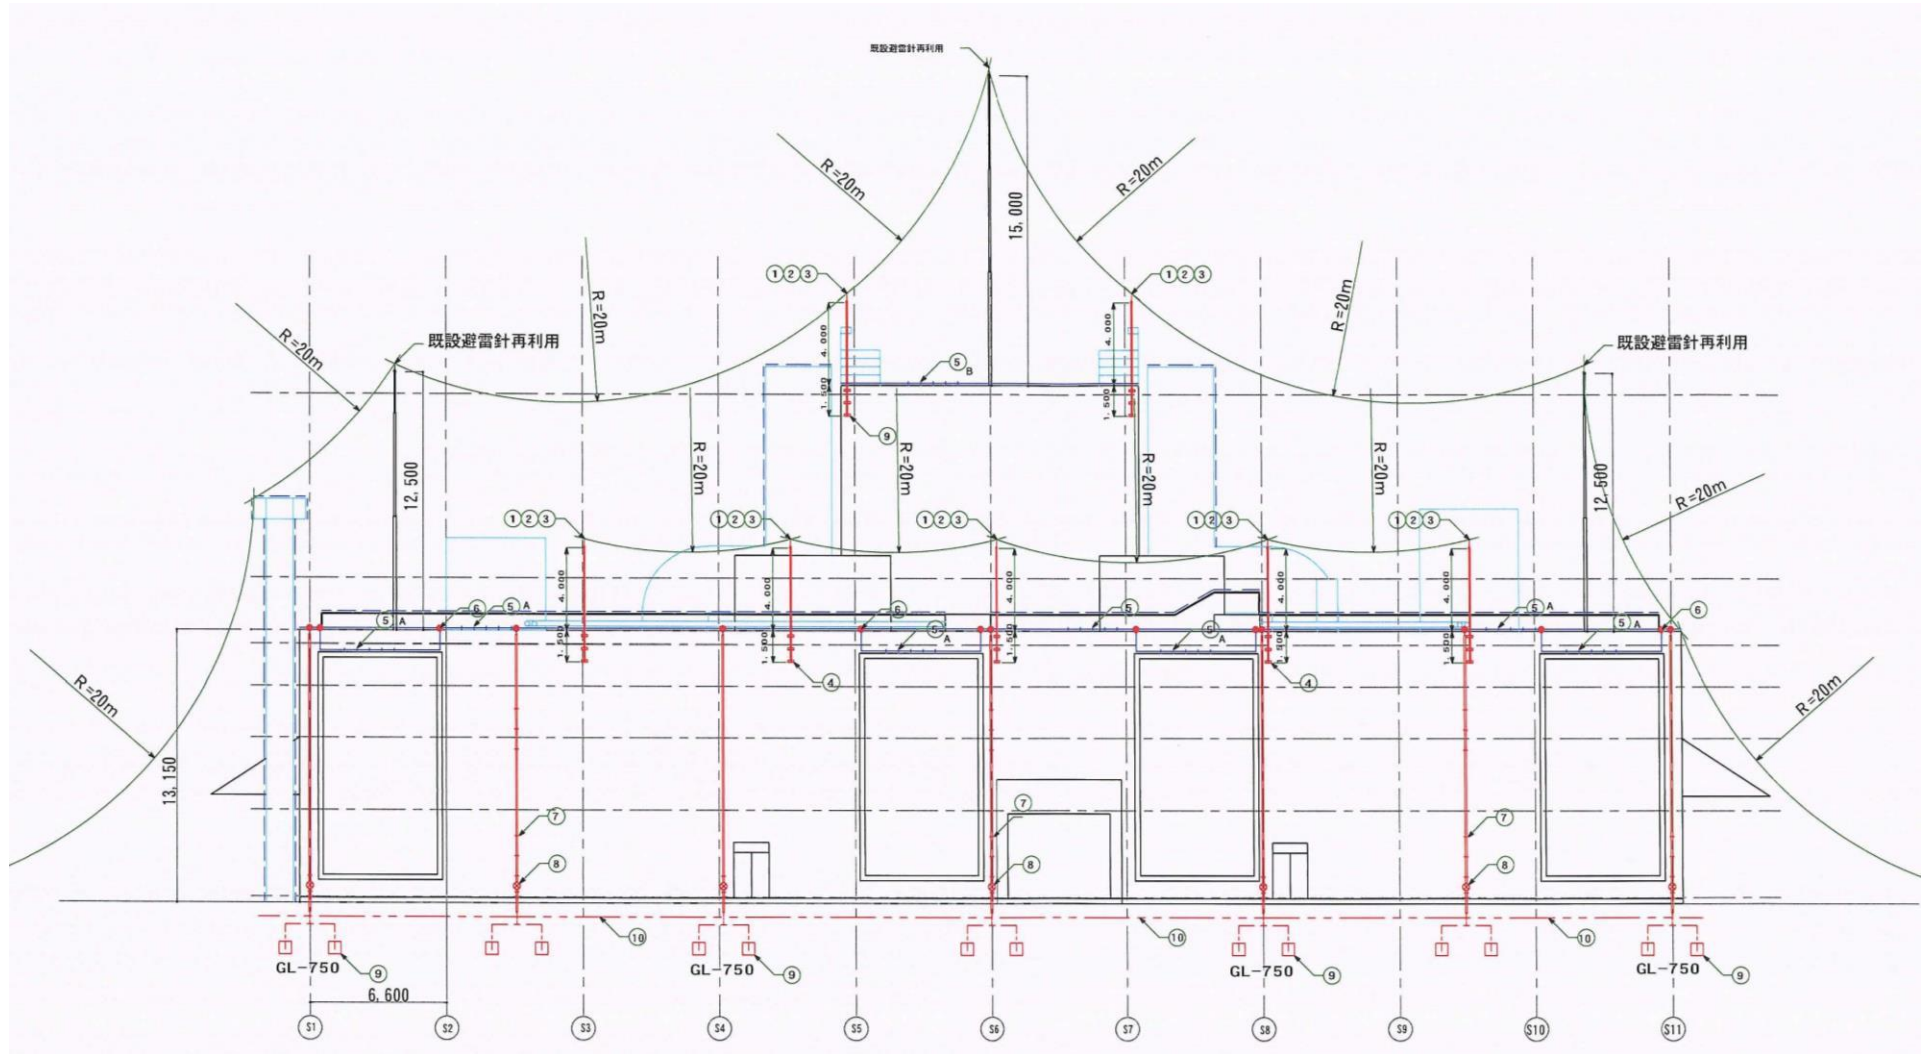 既設避雷針再利用
R=20m
R=20m
15,000
①②③
①②③
R=20m
R=20m
4,000
4,000
R=20m
既設避雷針再利用
既設避雷針再利用
⑤B
1,500
1,500
⑨
12,500
R=20m
R=20m
R=20m
R=20m
12,500
R=20m
①②③
①②③
①②③
①②③
①②③
4,000
4,000
4,000
4,000
4,000
⑥
⑤A
⑥
⑤
⑤A
⑥
⑤A
⑤A
⑤A
⑤A
1,500
1,500
1,500
1,500
1,500
④
④
R=20m
R=20m
13,150
⑦
⑦
⑦
⑧
⑧
⑧
⑩
⑩
⑩
GL-750
⑨
GL-750
⑨
GL-750
⑨
GL-750
⑨
6,600
S1
S2
S3
S4
S5
S6
S7
S8
S9
S10
S11